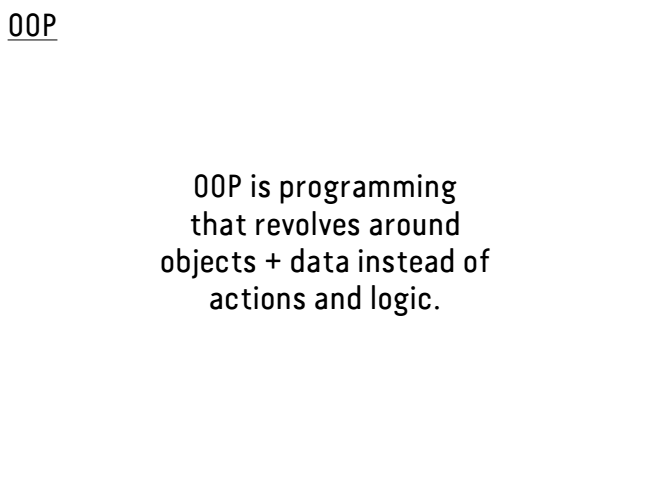 OOP
OOP is programming
that revolves around
objects + data instead of
actions and logic.